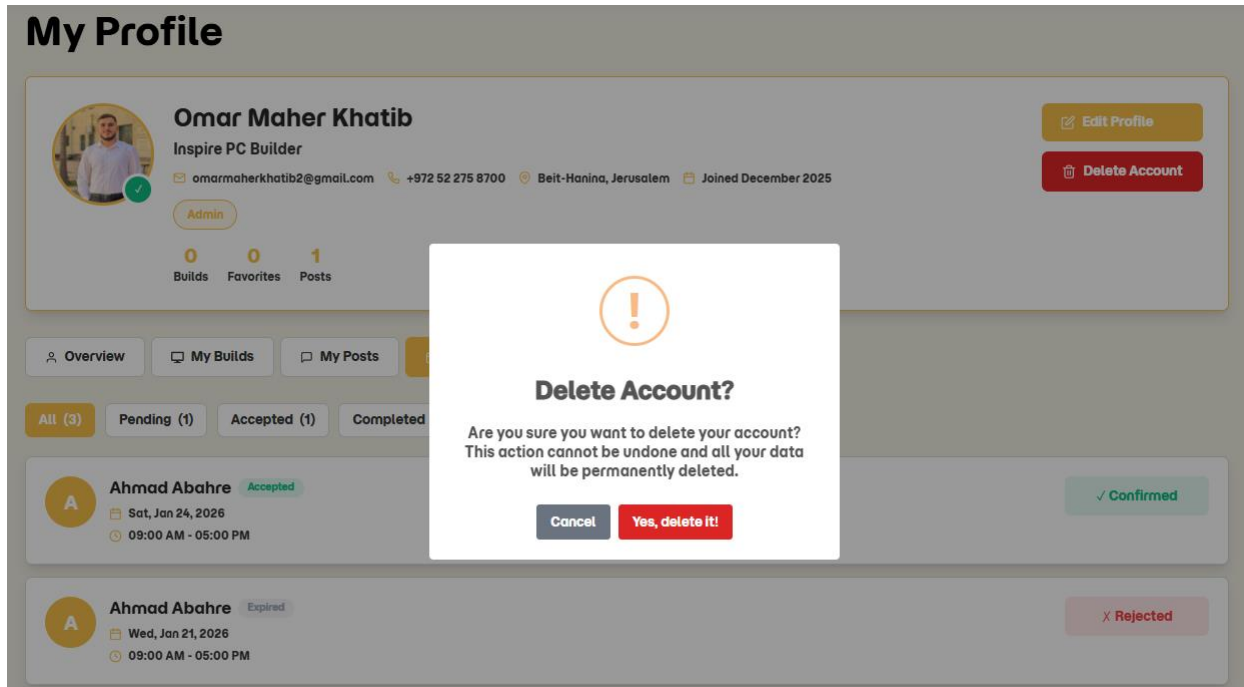 My Profile
Omar Maher Khatib
Inspire PC Builder
omarmaherkhatib2@gmail.com +972 52 275 8700 Beit-Hanina, Jerusalem Joined December 2025
Admin
0 0 1
Builds Favorites Posts
Edit Profile
Delete Account
Overview My Builds My Posts
All (3) Pending (1) Accepted (1) Completed
!
Delete Account?
Are you sure you want to delete your account?
This action cannot be undone and all your data
will be permanently deleted.
Cancel Yes, delete it!
A
Ahmad Abahre Accepted
Sat, Jan 24, 2026
09:00 AM - 05:00 PM
✓ Confirmed
A
Ahmad Abahre Expired
Wed, Jan 21, 2026
09:00 AM - 05:00 PM
X Rejected